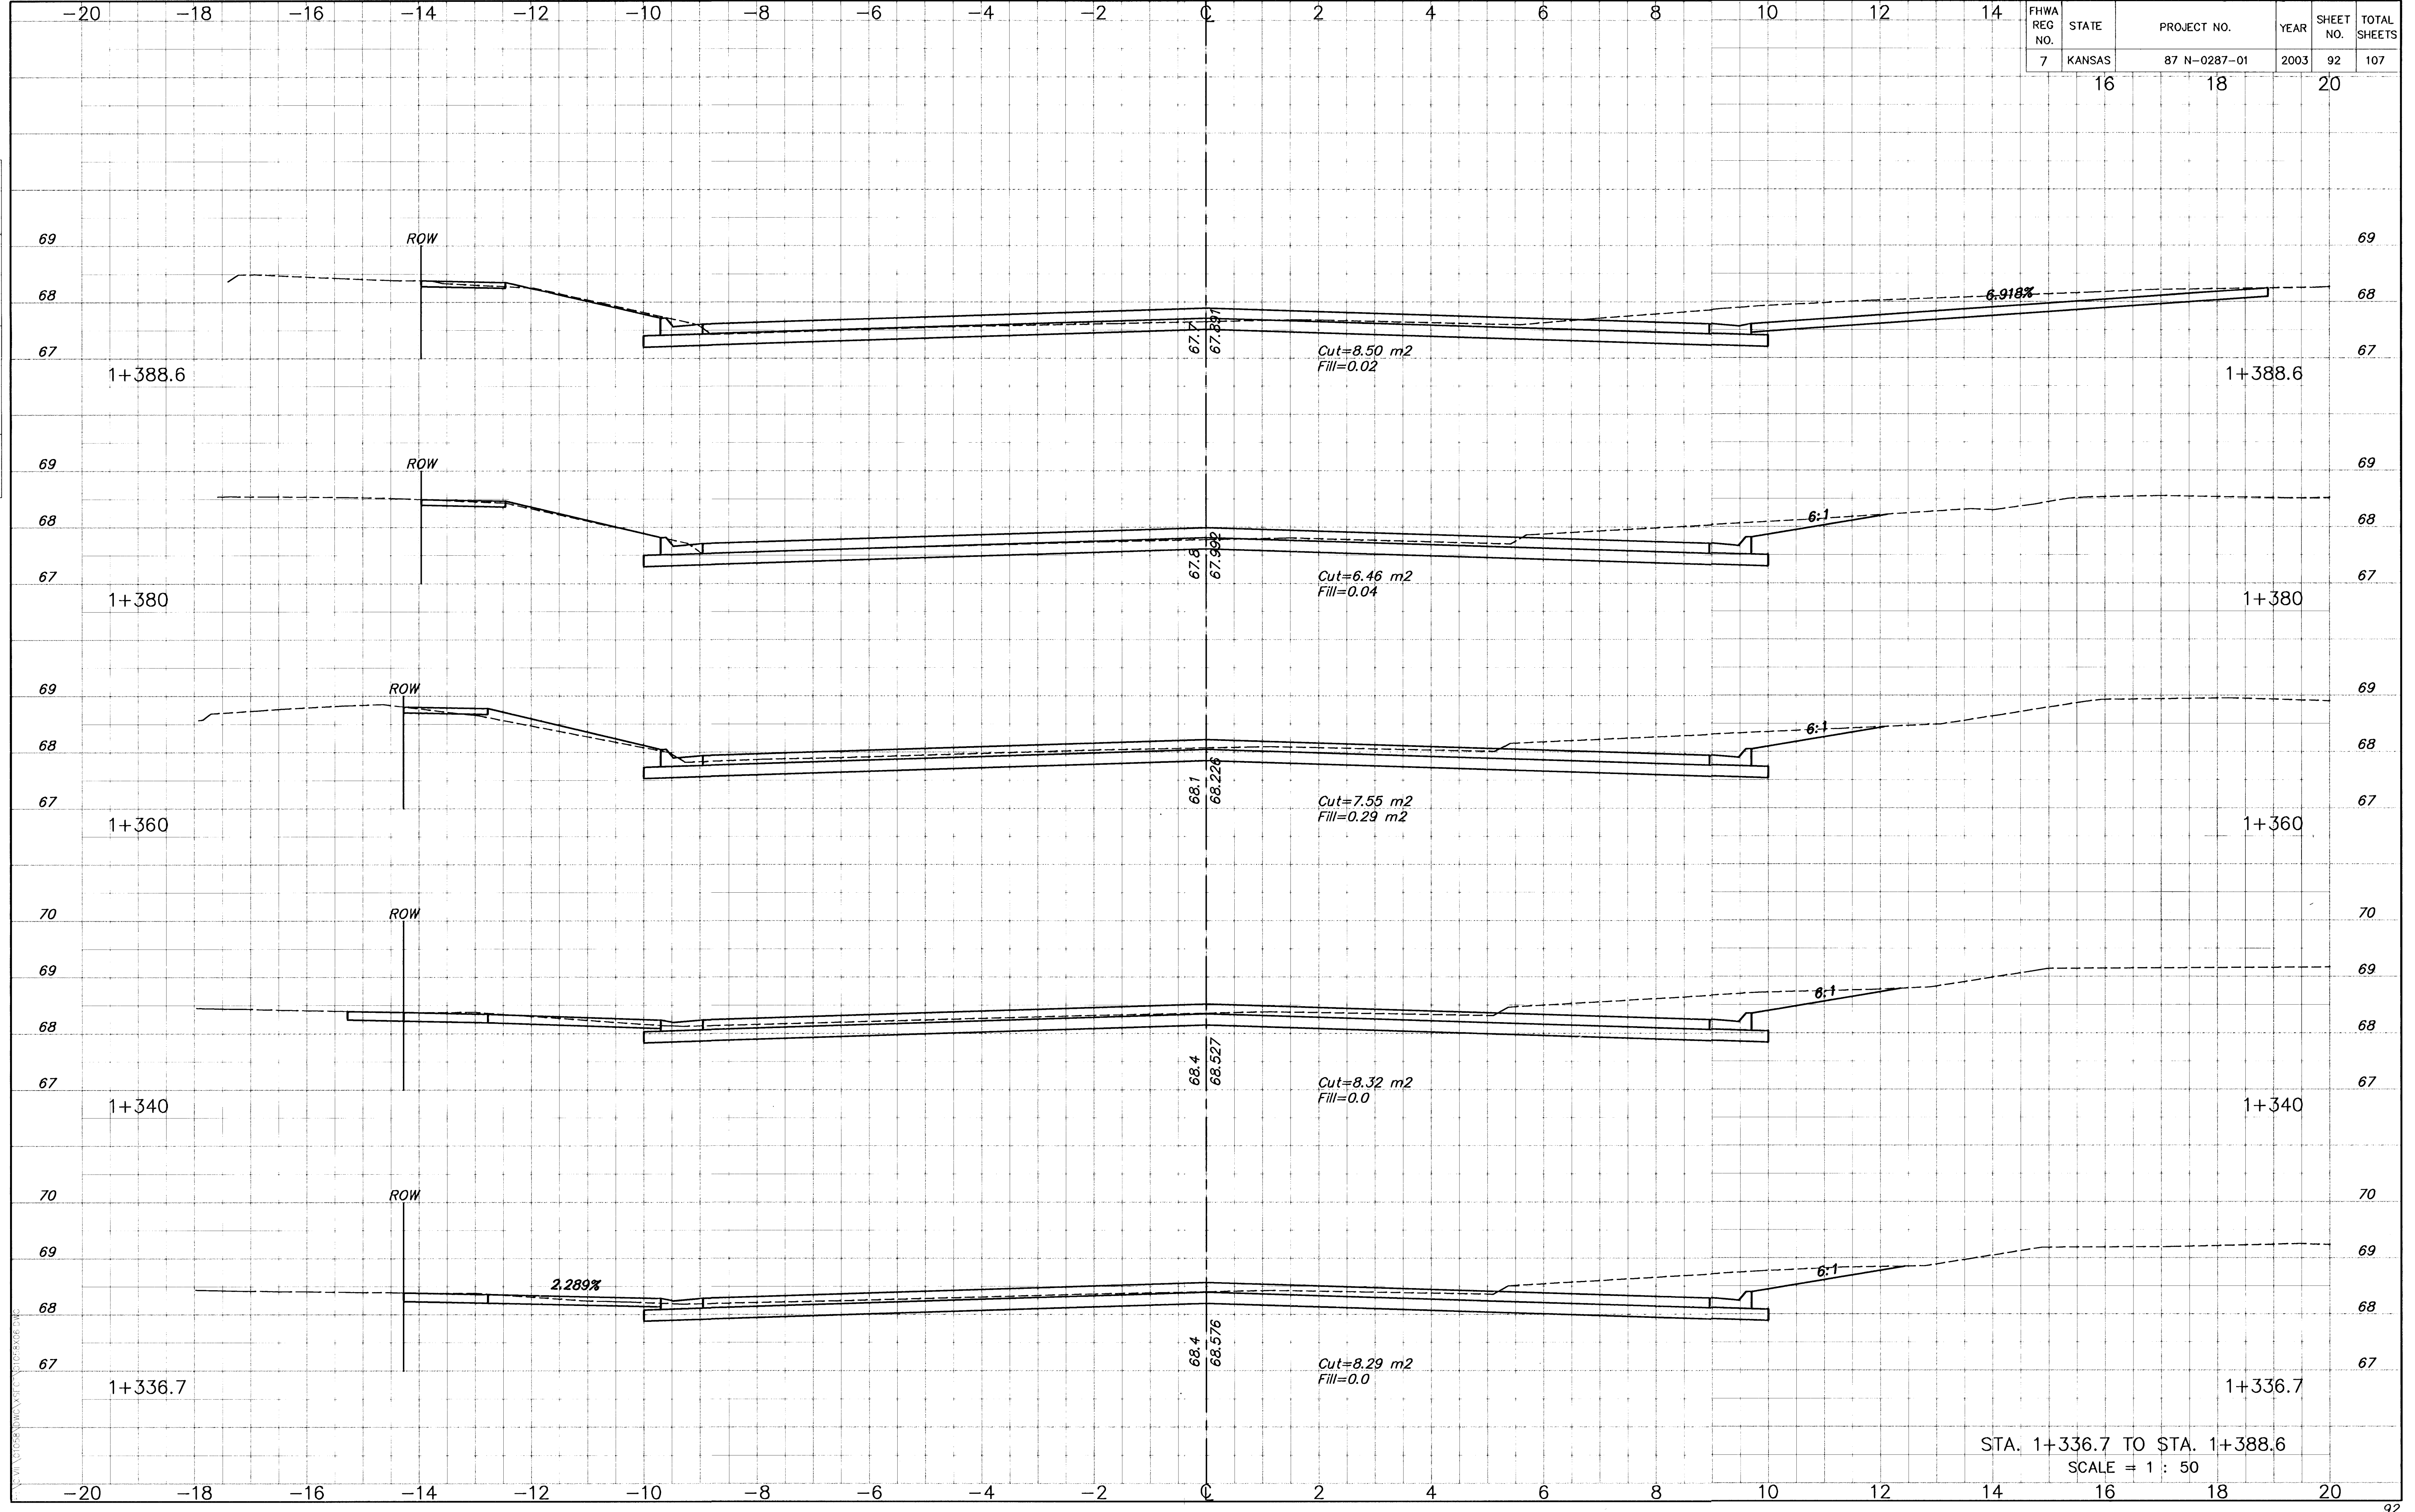 -20 -18 -16 -14 -12 -10 -8 -6 -4 -2 ℄ 2 4 6 8 10 12 14
FHWA REG NO. STATE PROJECT NO. YEAR SHEET NO. TOTAL SHEETS
7 KANSAS 87 N-0287-01 2003 92 107
16 18 20
69 ROW 69
68 6.918% 68
67 67.7 67.891 67
Cut=8.50 m2
Fill=0.02
1+388.6 1+388.6
69 ROW 69
68 6:1 68
67 67.8 67.992 67
Cut=6.46 m2
Fill=0.04
1+380 1+380
69 ROW 69
68 6:1 68
67 68.1 68.226 67
Cut=7.55 m2
Fill=0.29 m2
1+360 1+360
70 ROW 70
69 69
68 6:1 68
67 68.4 68.527 67
Cut=8.32 m2
Fill=0.0
1+340 1+340
70 ROW 70
69 69
68 2.289% 6:1 68
67 68.4 68.576 67
Cut=8.29 m2
Fill=0.0
1+336.7 1+336.7
STA. 1+336.7 TO STA. 1+388.6
SCALE = 1 : 50
-20 -18 -16 -14 -12 -10 -8 -6 -4 -2 ℄ 2 4 6 8 10 12 14 16 18 20
92